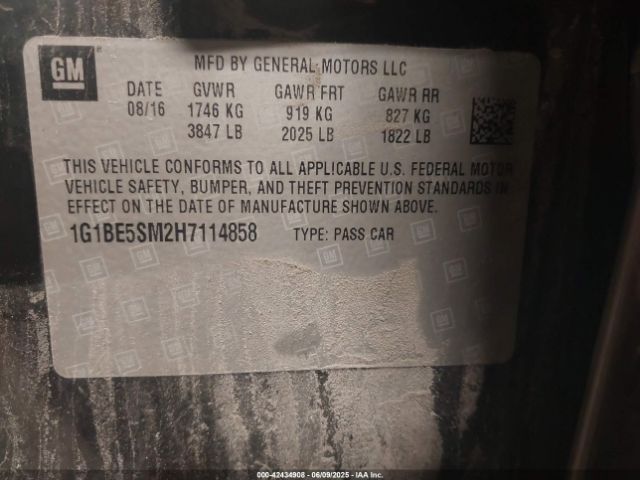 GM
MFD BY GENERAL MOTORS LLC
DATE GVWR GAWR FRT GAWR RR
08/16 1746 KG 919 KG 827 KG
3847 LB 2025 LB 1822 LB
THIS VEHICLE CONFORMS TO ALL APPLICABLE U.S. FEDERAL MOTOR
VEHICLE SAFETY, BUMPER, AND THEFT PREVENTION STANDARDS IN
EFFECT ON THE DATE OF MANUFACTURE SHOWN ABOVE.
1G1BE5SM2H7114858 TYPE: PASS CAR
000-42434908 - 06/09/2025 - IAA Inc.